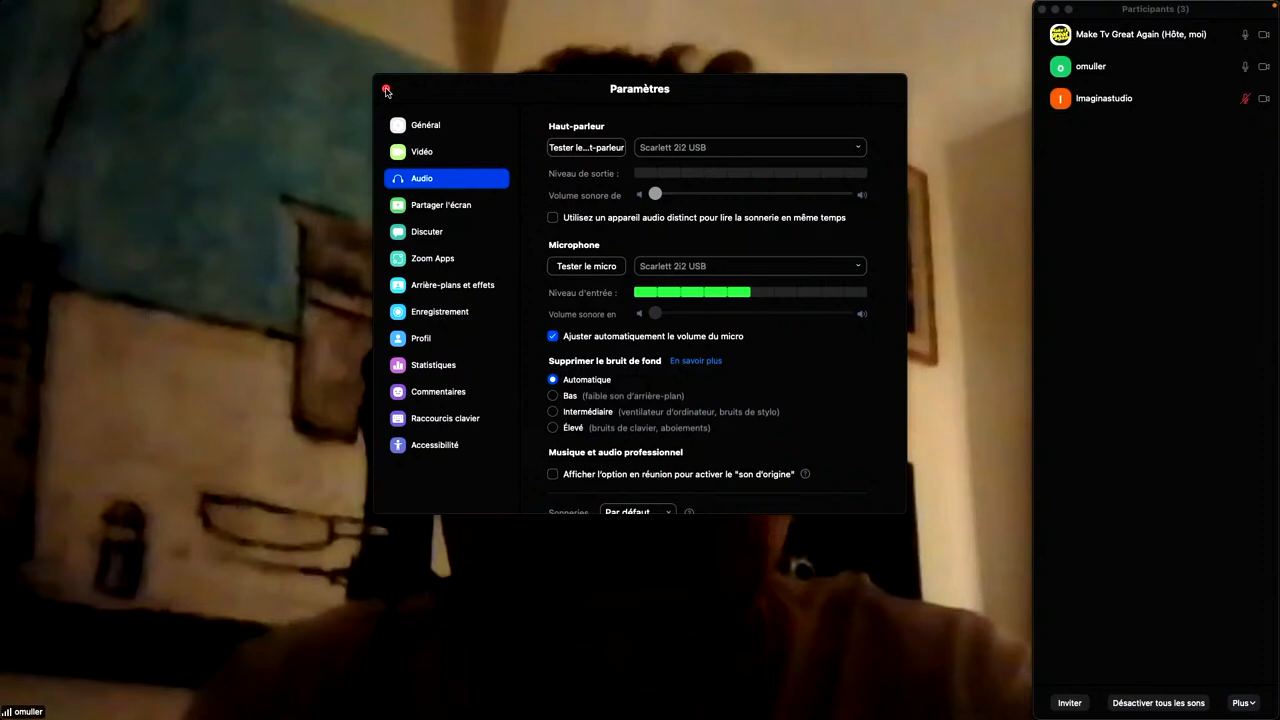 Participants (3)
Make Tv Great Again (Hôte, moi)
omuller
Imaginastudio
Paramètres
Général
Vidéo
Audio
Partager l'écran
Discuter
Zoom Apps
Arrière-plans et effets
Enregistrement
Profil
Statistiques
Commentaires
Raccourcis clavier
Accessibilité
Haut-parleur
Tester le...t-parleur Scarlett 2i2 USB
Niveau de sortie :
Volume sonore de
Utilisez un appareil audio distinct pour lire la sonnerie en même temps
Microphone
Tester le micro Scarlett 2i2 USB
Niveau d'entrée :
Volume sonore en
Ajuster automatiquement le volume du micro
Supprimer le bruit de fond En savoir plus
Automatique
Bas (faible son d'arrière-plan)
Intermédiaire (ventilateur d'ordinateur, bruits de stylo)
Élevé (bruits de clavier, aboiements)
Musique et audio professionnel
Afficher l'option en réunion pour activer le "son d'origine"
Sonneries Par défaut
omuller
Inviter Désactiver tous les sons Plus